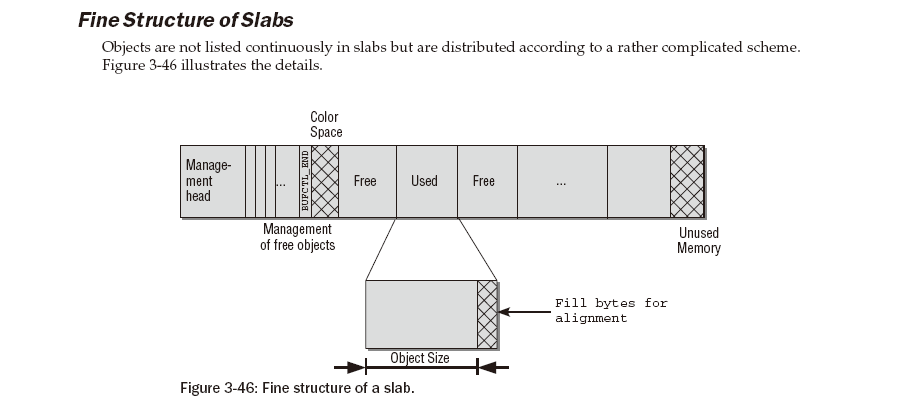 Fine Structure of Slabs
Objects are not listed continuously in slabs but are distributed according to a rather complicated scheme.
Figure 3-46 illustrates the details.
Color
Space
Manage-
ment
head
...
BUFCTL_END
Free
Used
Free
...
Management
of free objects
Unused
Memory
Fill bytes for
alignment
Object Size
Figure 3-46: Fine structure of a slab.